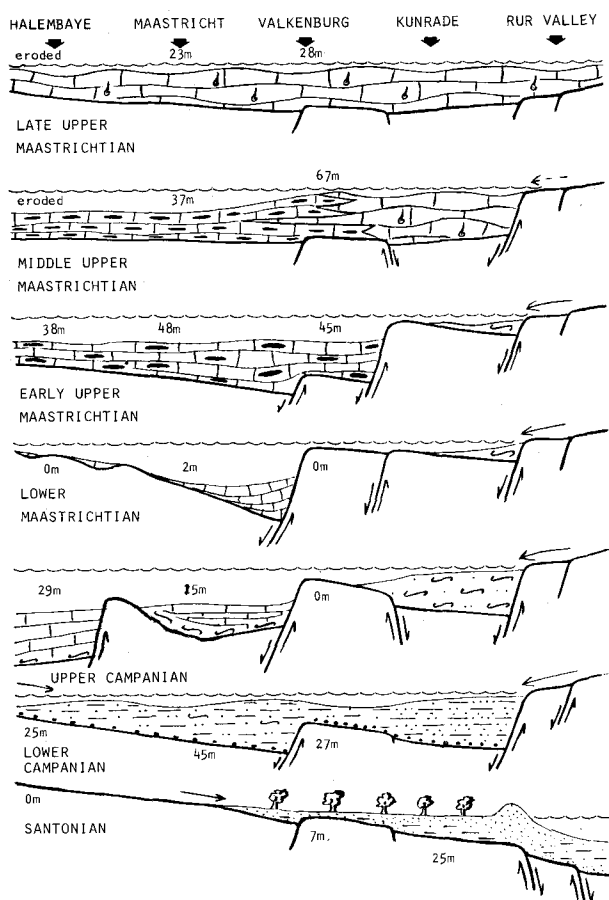 HALEMBAYE MAASTRICHT VALKENBURG KUNRADE RUR VALLEY
eroded 23m 28m
LATE UPPER
MAASTRICHTIAN
67m
eroded 37m
MIDDLE UPPER
MAASTRICHTIAN
38m 48m 45m
EARLY UPPER
MAASTRICHTIAN
0m 2m 0m
LOWER
MAASTRICHTIAN
29m 15m 0m
UPPER CAMPANIAN
25m 45m 27m
LOWER
CAMPANIAN
0m
SANTONIAN
7m.
25m